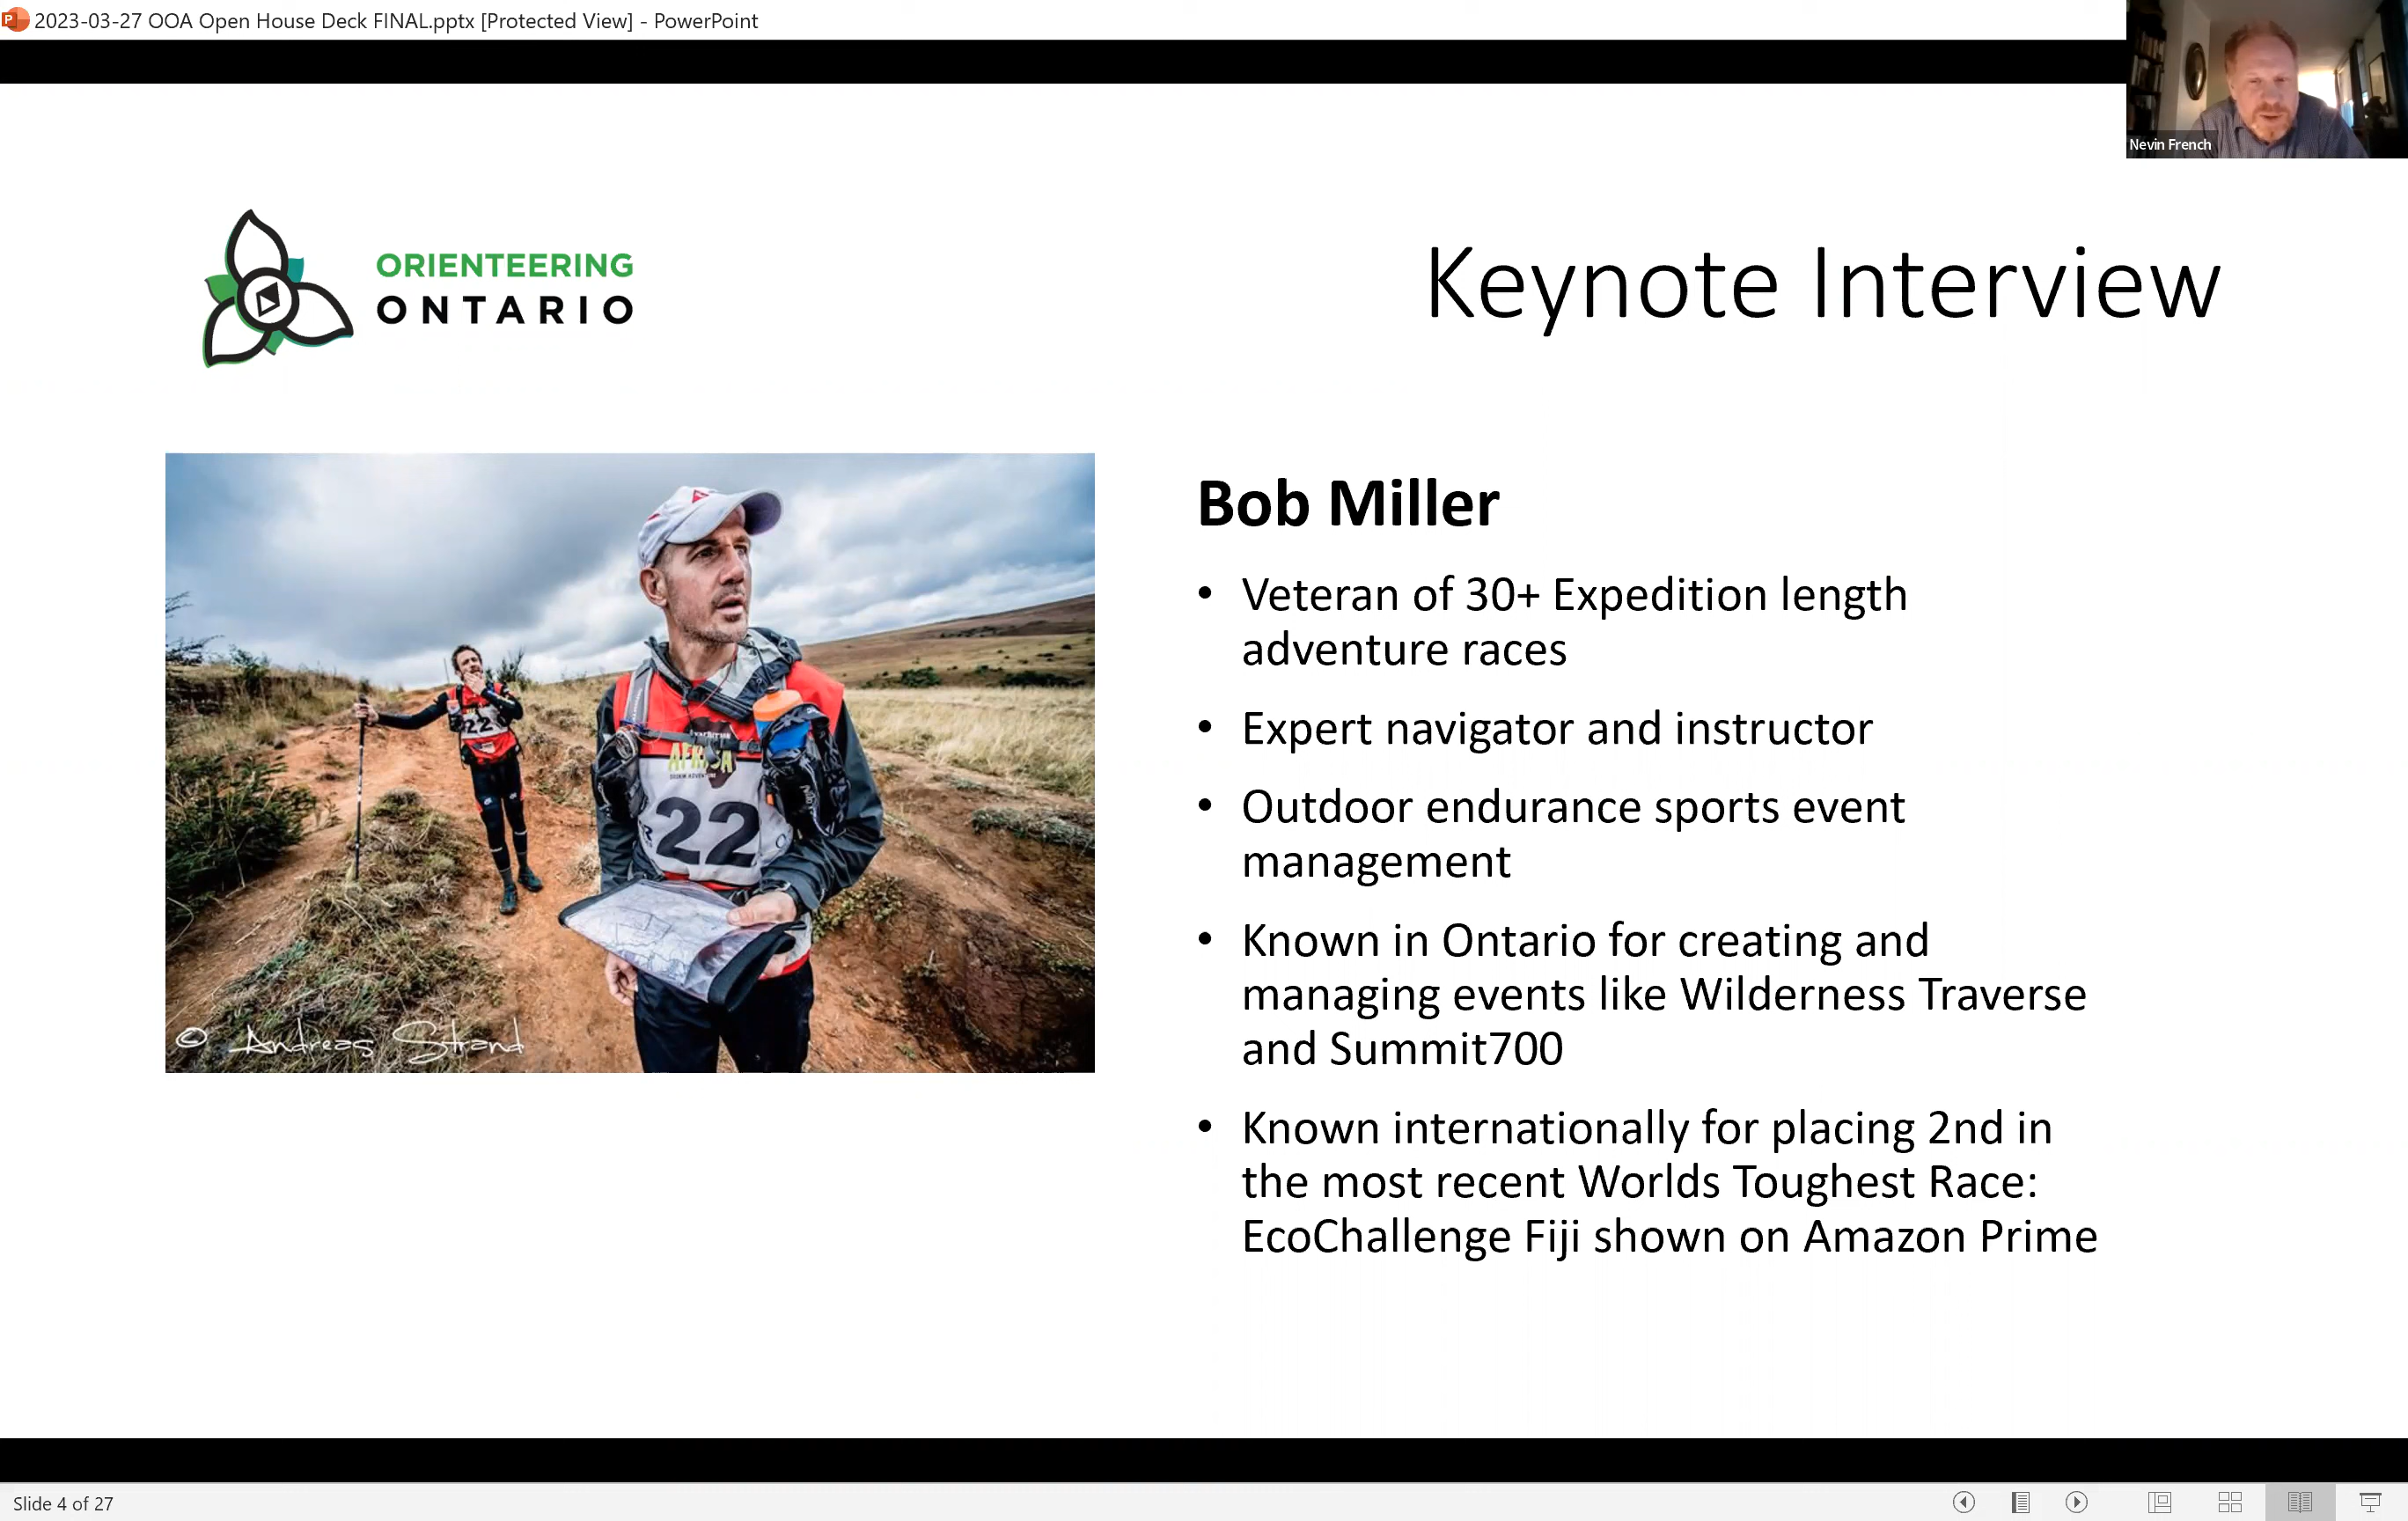 2023-03-27 OOA Open House Deck FINAL.pptx [Protected View] - PowerPoint
Nevin French
ORIENTEERING
ONTARIO
Keynote Interview
22
AFRICA
22
© Andreas Strand
Bob Miller
• Veteran of 30+ Expedition length
adventure races
• Expert navigator and instructor
• Outdoor endurance sports event
management
• Known in Ontario for creating and
managing events like Wilderness Traverse
and Summit700
• Known internationally for placing 2nd in
the most recent Worlds Toughest Race:
EcoChallenge Fiji shown on Amazon Prime
Slide 4 of 27